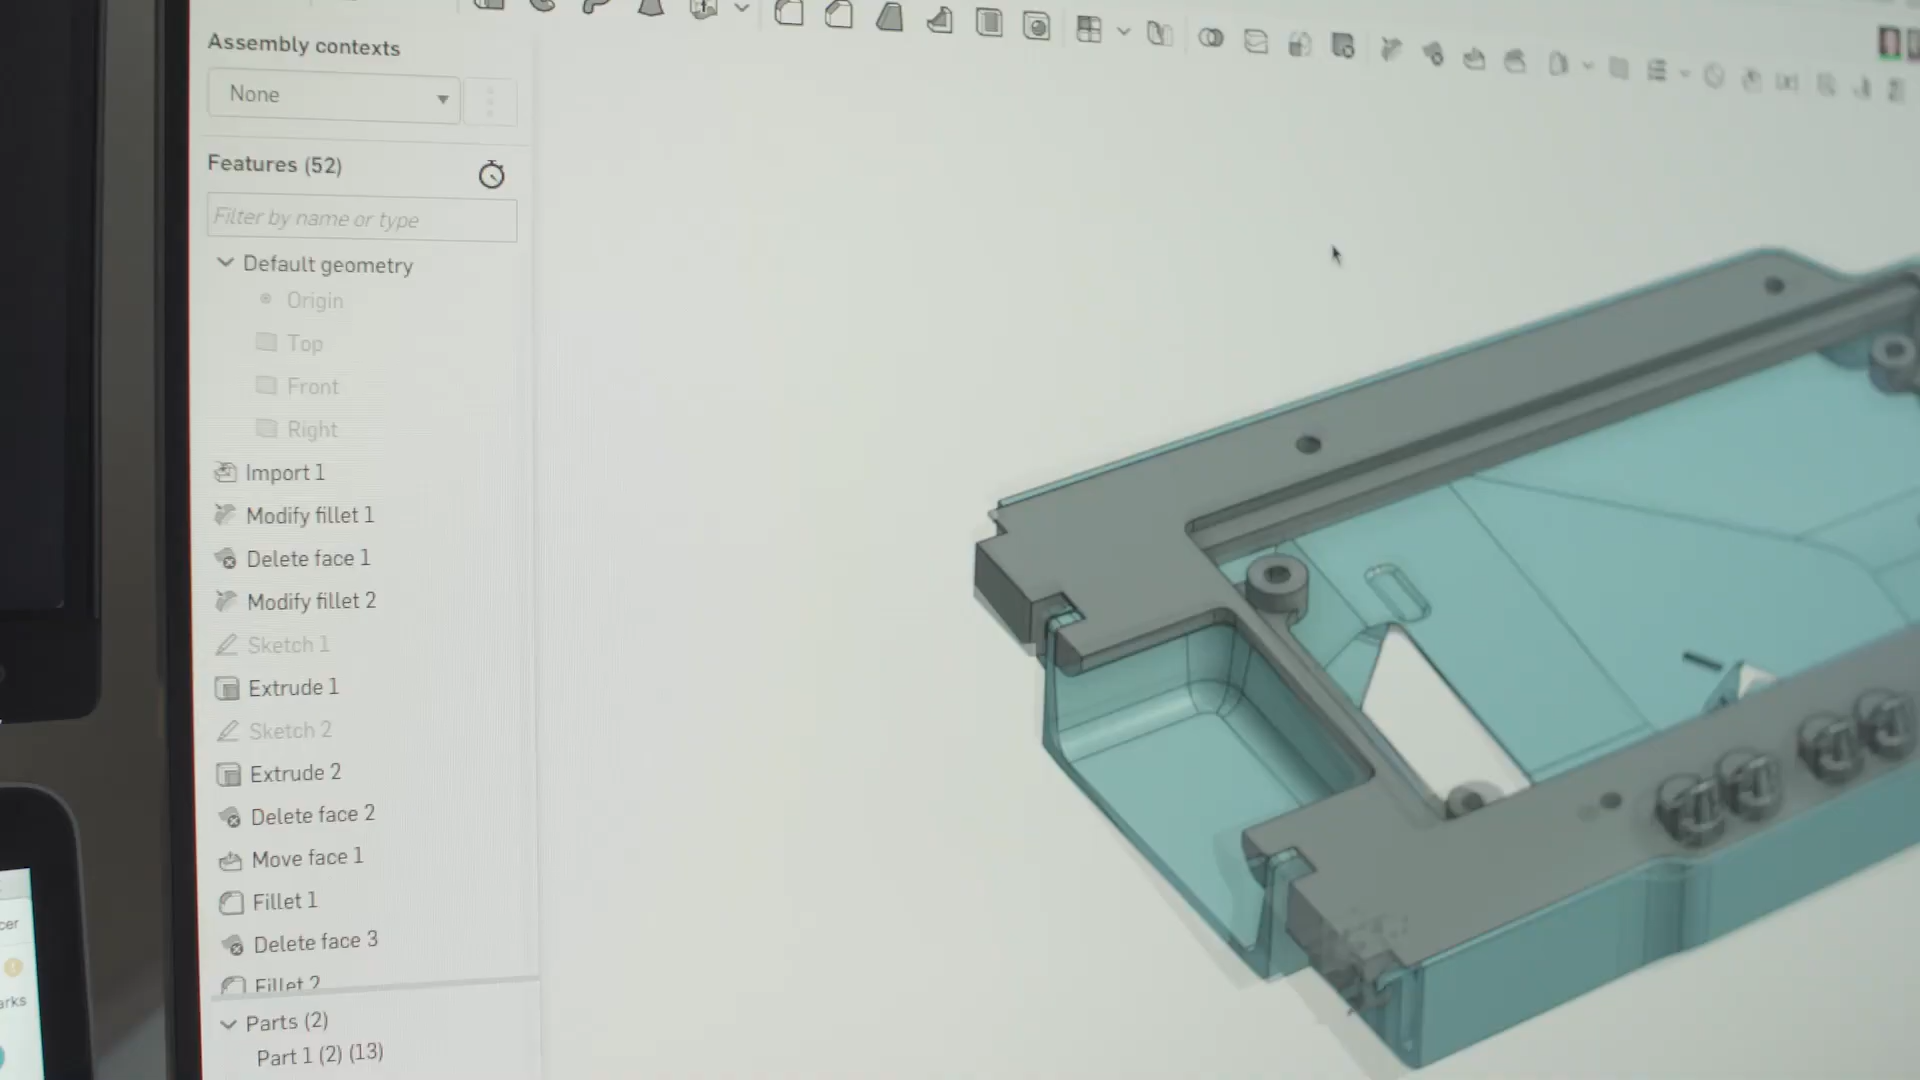 Assembly contexts
None
Features (52)
Filter by name or type
Default geometry
Origin
Top
Front
Right
Import 1
Modify fillet 1
Delete face 1
Modify fillet 2
Sketch 1
Extrude 1
Sketch 2
Extrude 2
Delete face 2
Move face 1
Fillet 1
Delete face 3
Fillet 2
Parts (2)
Part 1 (2) (13)
cer
arks